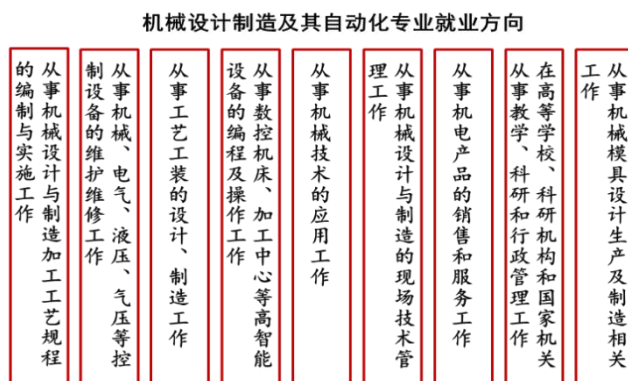 机械设计制造及其自动化专业就业方向
从事机械设计与制造加工工艺规程
的编制与实施工作
从事机械、电气、液压、气压等控
制设备的维护维修工作
从事工艺工装的设计、制造工作
从事数控机床、加工中心等高智能
设备的编程及操作工作
从事机械技术的应用工作
从事机械设计与制造的现场技术管
理工作
从事机电产品的销售和服务工作
在高等学校、科研机构和国家机关
从事教学、科研和行政管理工作
从事机械模具设计生产及制造相关
工作